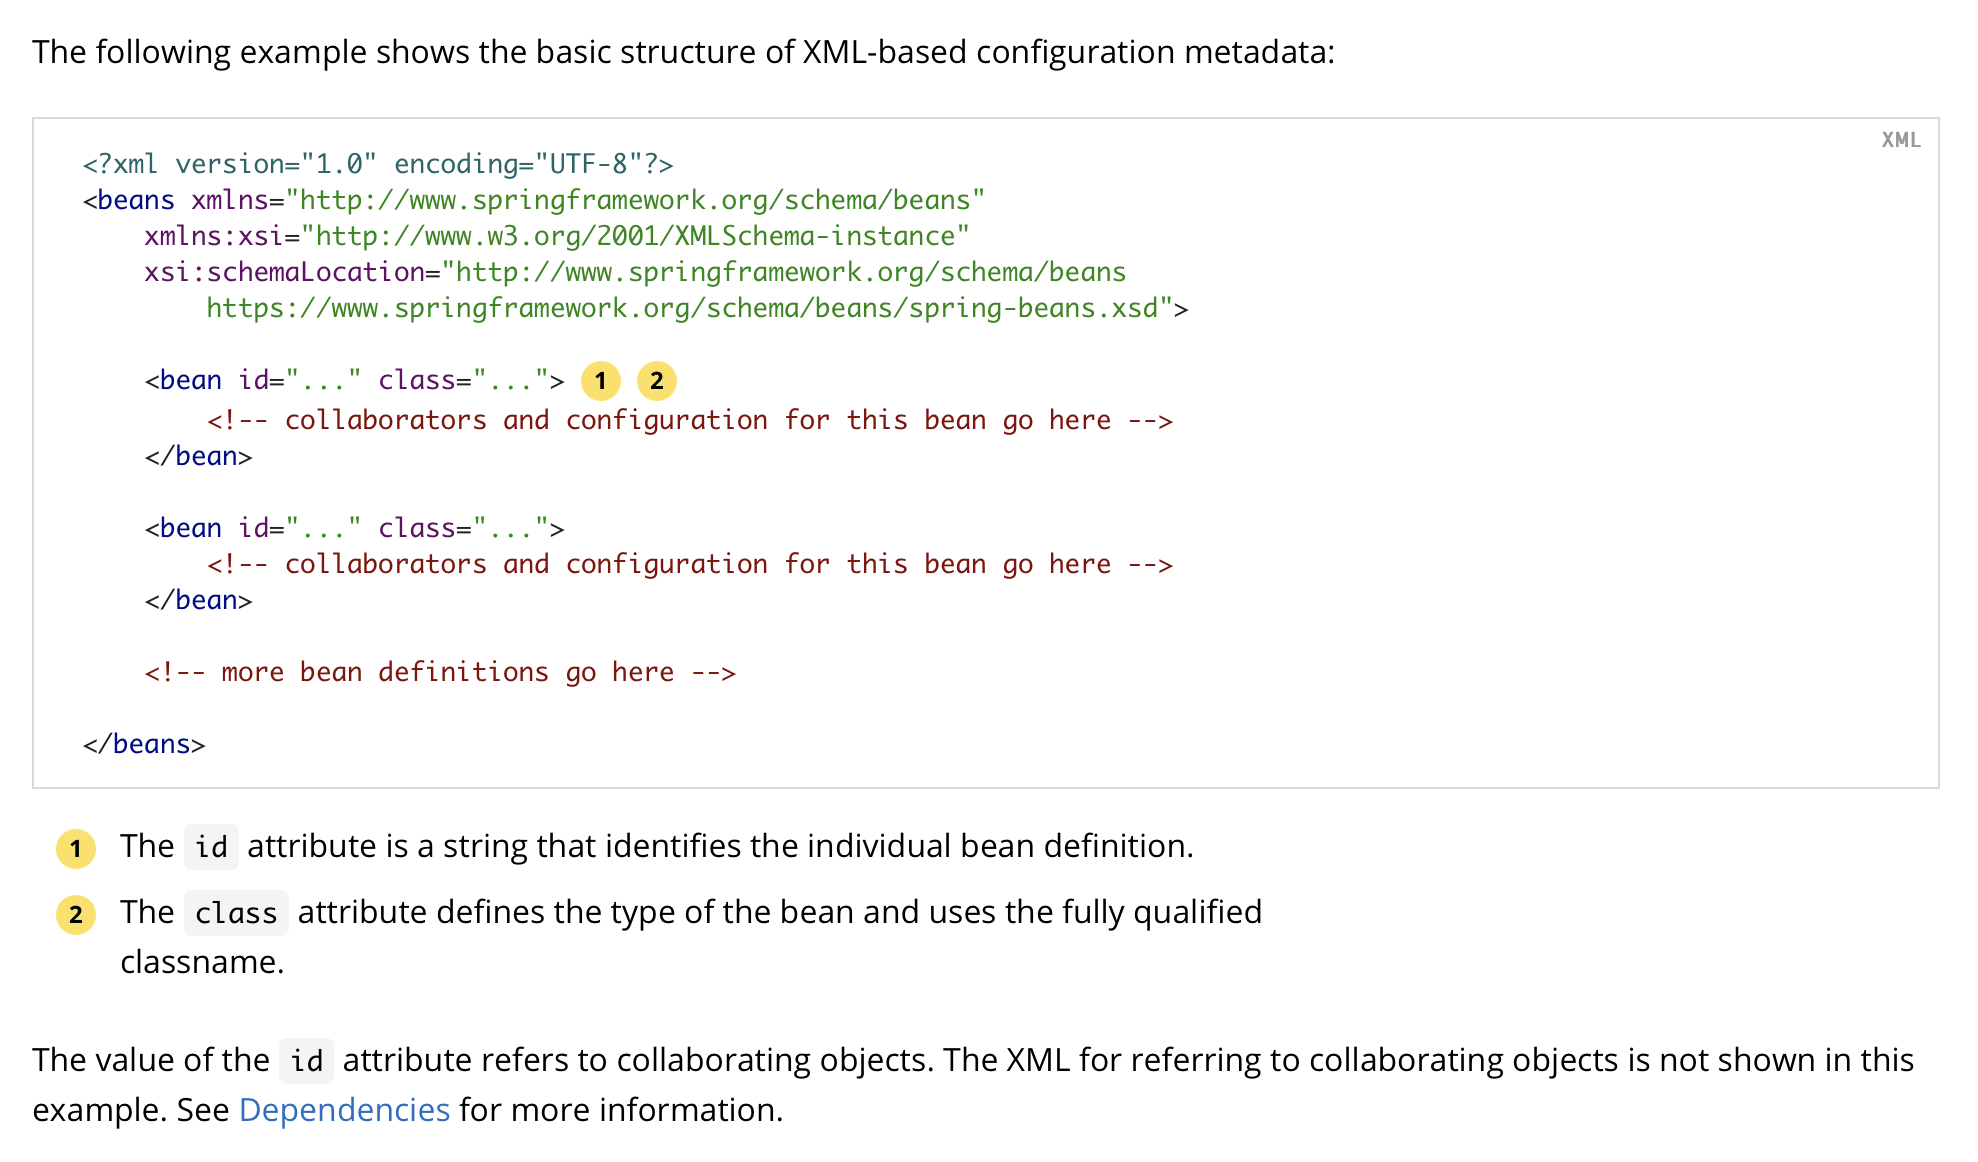 The following example shows the basic structure of XML-based configuration metadata:
XML
<?xml version="1.0" encoding="UTF-8"?>
<beans xmlns="http://www.springframework.org/schema/beans"
    xmlns:xsi="http://www.w3.org/2001/XMLSchema-instance"
    xsi:schemaLocation="http://www.springframework.org/schema/beans
        https://www.springframework.org/schema/beans/spring-beans.xsd">
    <bean id="..." class="..."> 1 2
        <!-- collaborators and configuration for this bean go here -->
    </bean>
    <bean id="..." class="...">
        <!-- collaborators and configuration for this bean go here -->
    </bean>
    <!-- more bean definitions go here -->
</beans>
1 The id attribute is a string that identifies the individual bean definition.
2 The class attribute defines the type of the bean and uses the fully qualified
classname.
The value of the id attribute refers to collaborating objects. The XML for referring to collaborating objects is not shown in this
example. See Dependencies for more information.